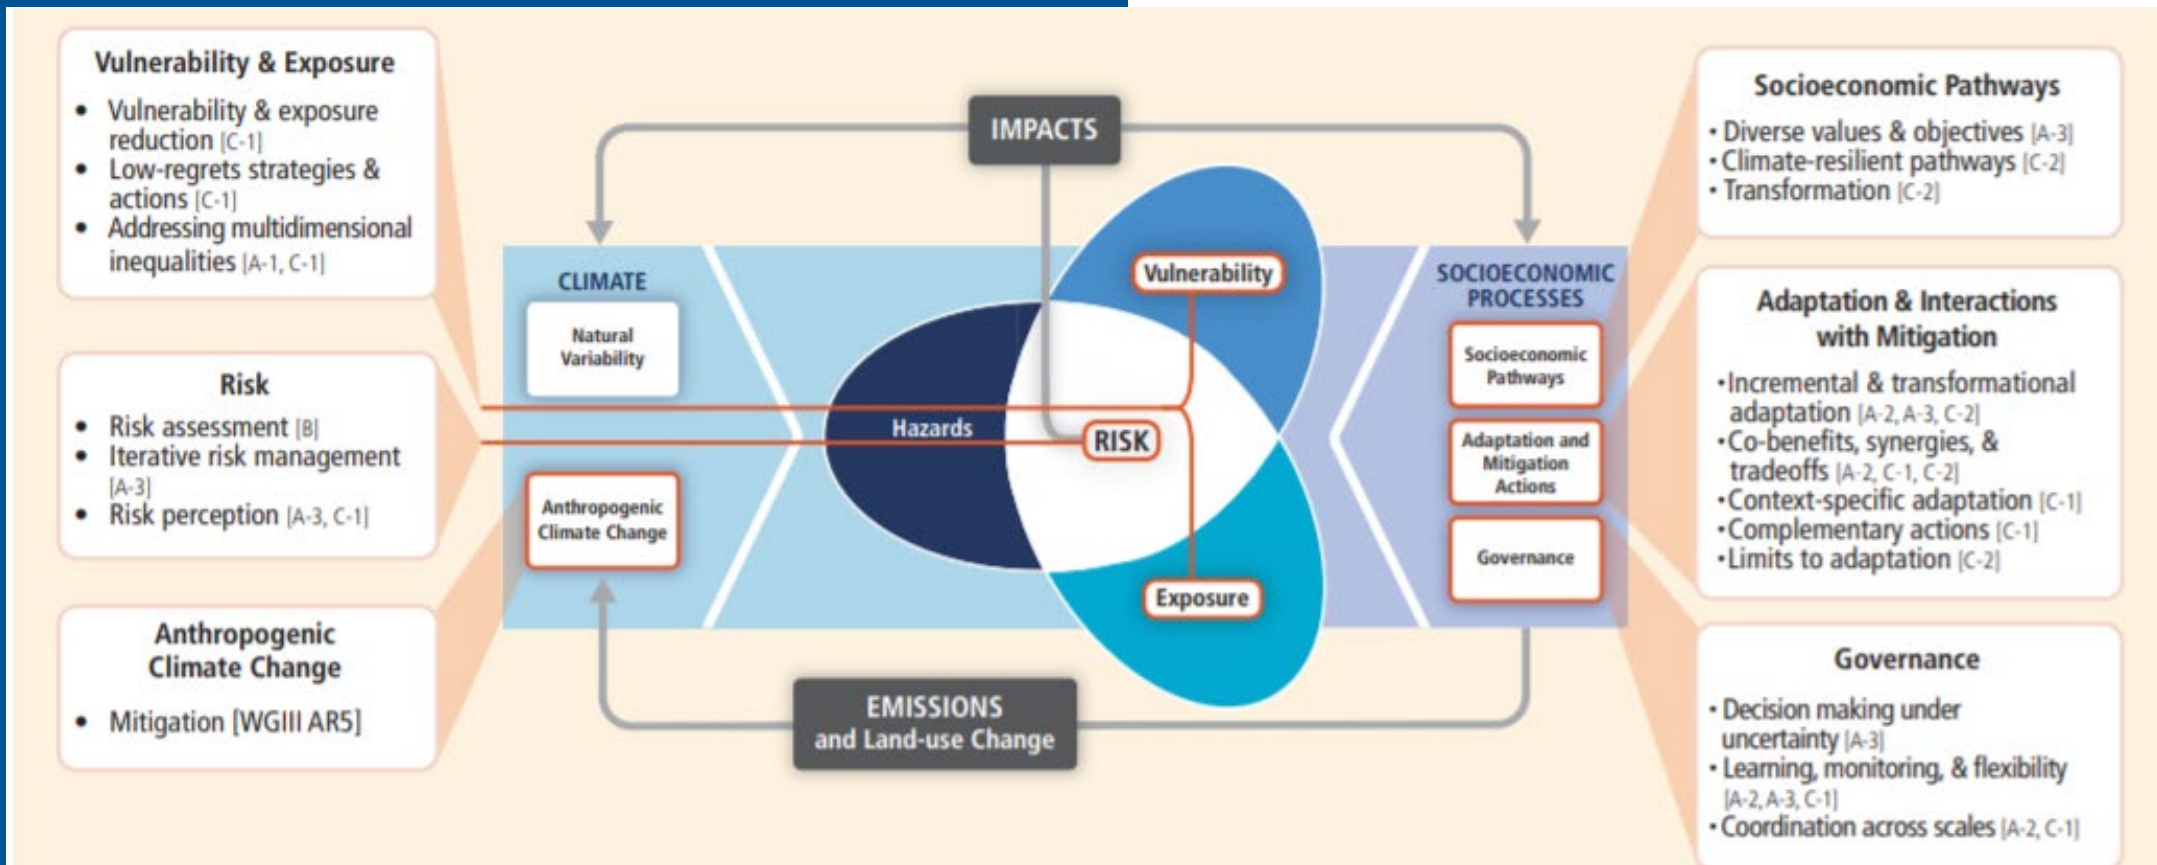 Vulnerability & Exposure
• Vulnerability & exposure
reduction [C-1]
• Low-regrets strategies &
actions [C-1]
• Addressing multidimensional
inequalities [A-1, C-1]
Risk
• Risk assessment [B]
• Iterative risk management
[A-3]
• Risk perception [A-3, C-1]
Anthropogenic
Climate Change
• Mitigation [WGIII AR5]
IMPACTS
CLIMATE
Natural
Variability
Anthropogenic
Climate Change
Hazards
Vulnerability
RISK
Exposure
EMISSIONS
and Land-use Change
SOCIOECONOMIC
PROCESSES
Socioeconomic
Pathways
Adaptation and
Mitigation
Actions
Governance
Socioeconomic Pathways
• Diverse values & objectives [A-3]
• Climate-resilient pathways [C-2]
• Transformation [C-2]
Adaptation & Interactions
with Mitigation
• Incremental & transformational
adaptation [A-2, A-3, C-2]
• Co-benefits, synergies, &
tradeoffs [A-2, C-1, C-2]
• Context-specific adaptation [C-1]
• Complementary actions [C-1]
• Limits to adaptation [C-2]
Governance
• Decision making under
uncertainty [A-3]
• Learning, monitoring, & flexibility
[A-2, A-3, C-1]
• Coordination across scales [A-2, C-1]